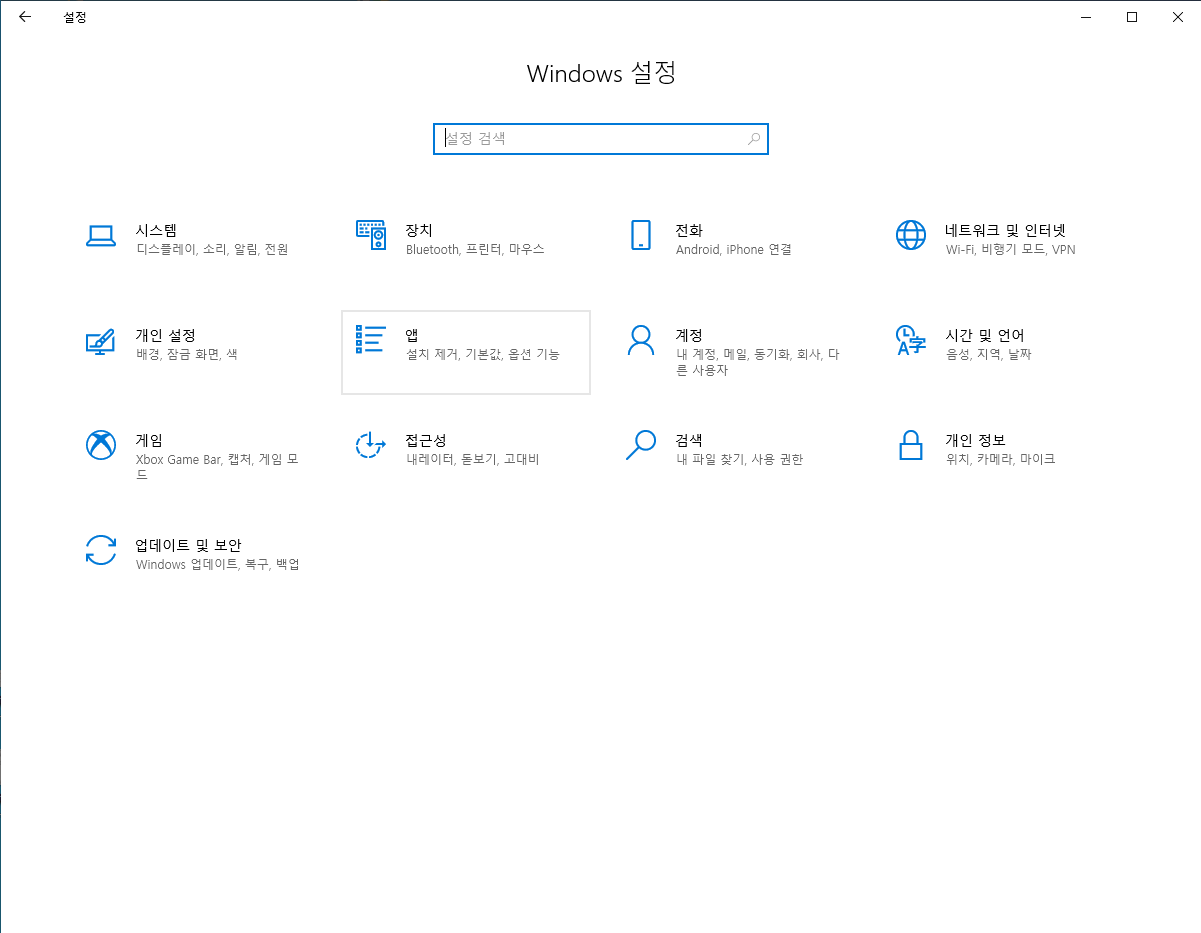 설정
Windows 설정
설정 검색
시스템
디스플레이, 소리, 알림, 전원
장치
Bluetooth, 프린터, 마우스
전화
Android, iPhone 연결
네트워크 및 인터넷
Wi-Fi, 비행기 모드, VPN
개인 설정
배경, 잠금 화면, 색
앱
설치 제거, 기본값, 옵션 기능
계정
내 계정, 메일, 동기화, 회사, 다
른 사용자
시간 및 언어
음성, 지역, 날짜
게임
Xbox Game Bar, 캡처, 게임 모
드
접근성
내레이터, 돋보기, 고대비
검색
내 파일 찾기, 사용 권한
개인 정보
위치, 카메라, 마이크
업데이트 및 보안
Windows 업데이트, 복구, 백업